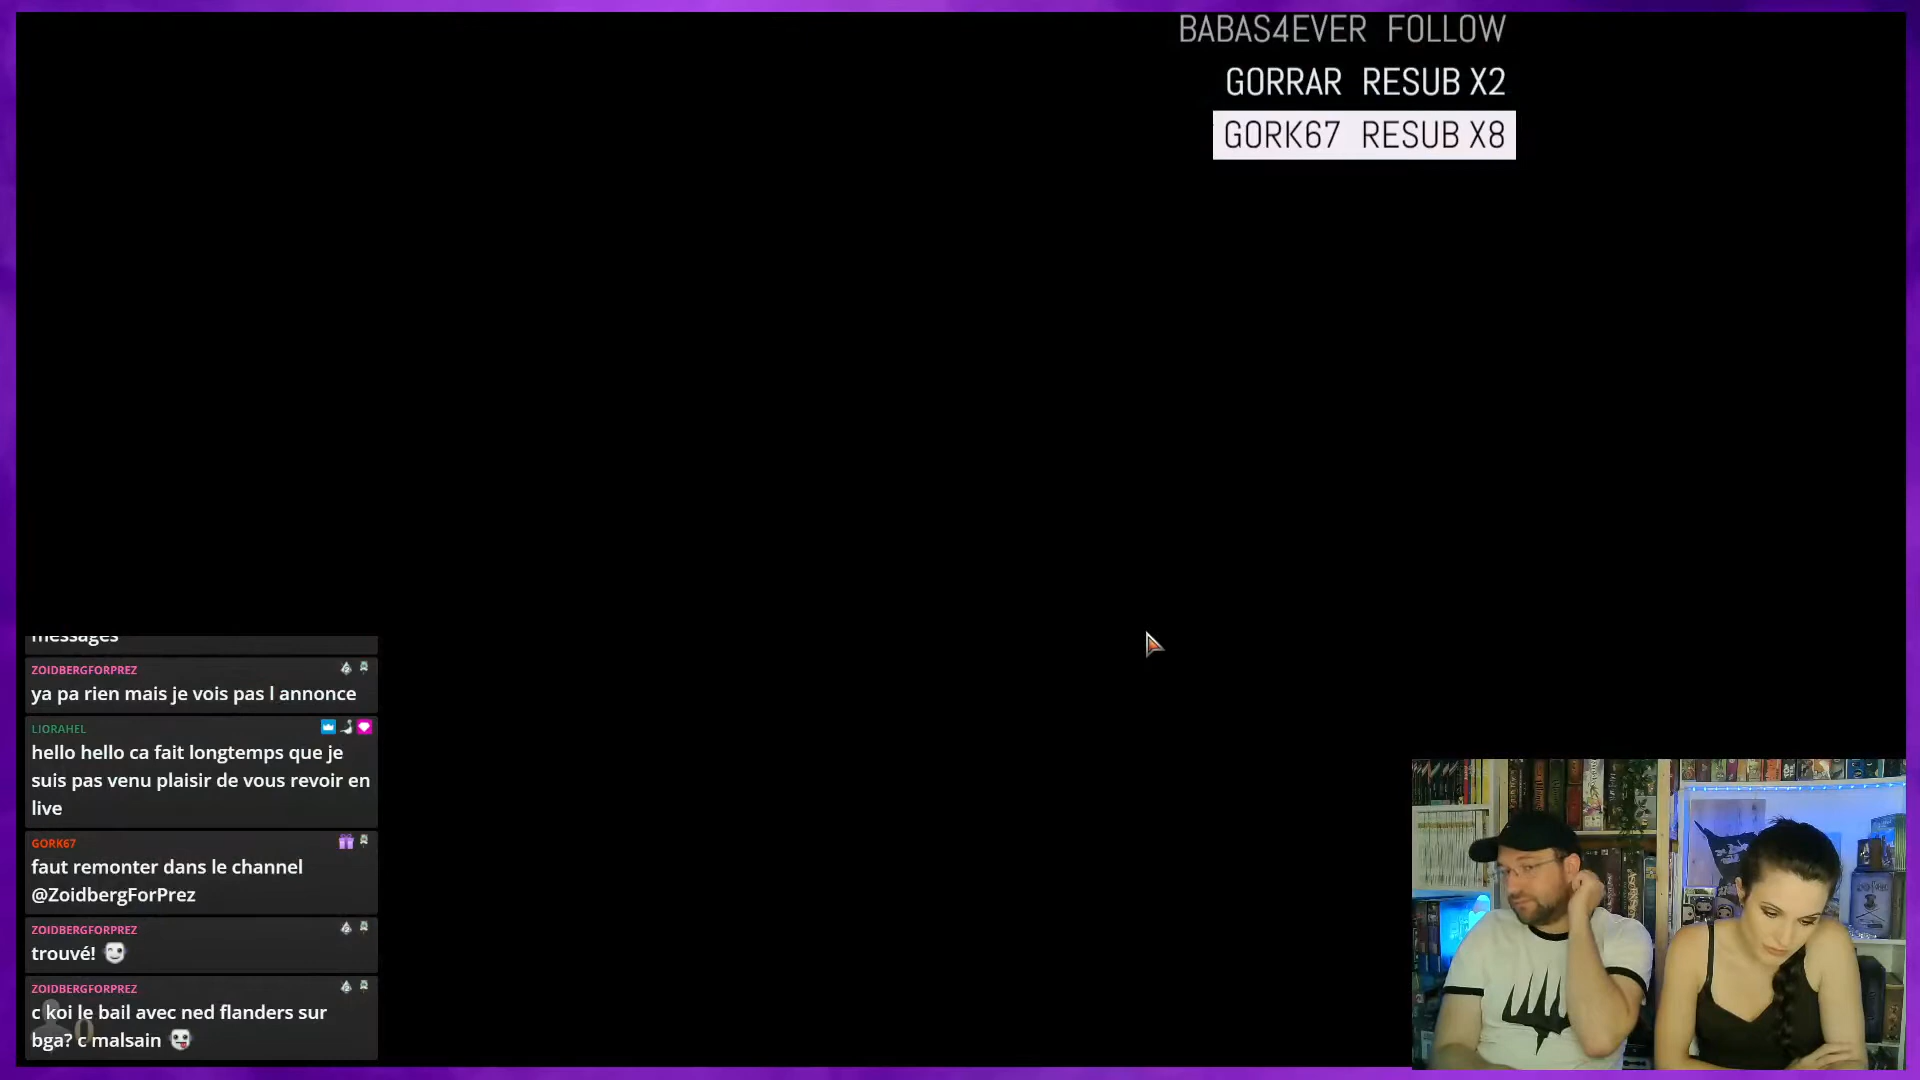 BABAS4EVER FOLLOW
GORRAR RESUB X2
GORK67 RESUB X8
messages
ZOIDBERGFORPREZ
ya pa rien mais je vois pas l annonce
LIORAHEL
hello hello ca fait longtemps que je
suis pas venu plaisir de vous revoir en
live
GORK67
faut remonter dans le channel
@ZoidbergForPrez
ZOIDBERGFORPREZ
trouvé!
ZOIDBERGFORPREZ
c koi le bail avec ned flanders sur
bga? c malsain
0